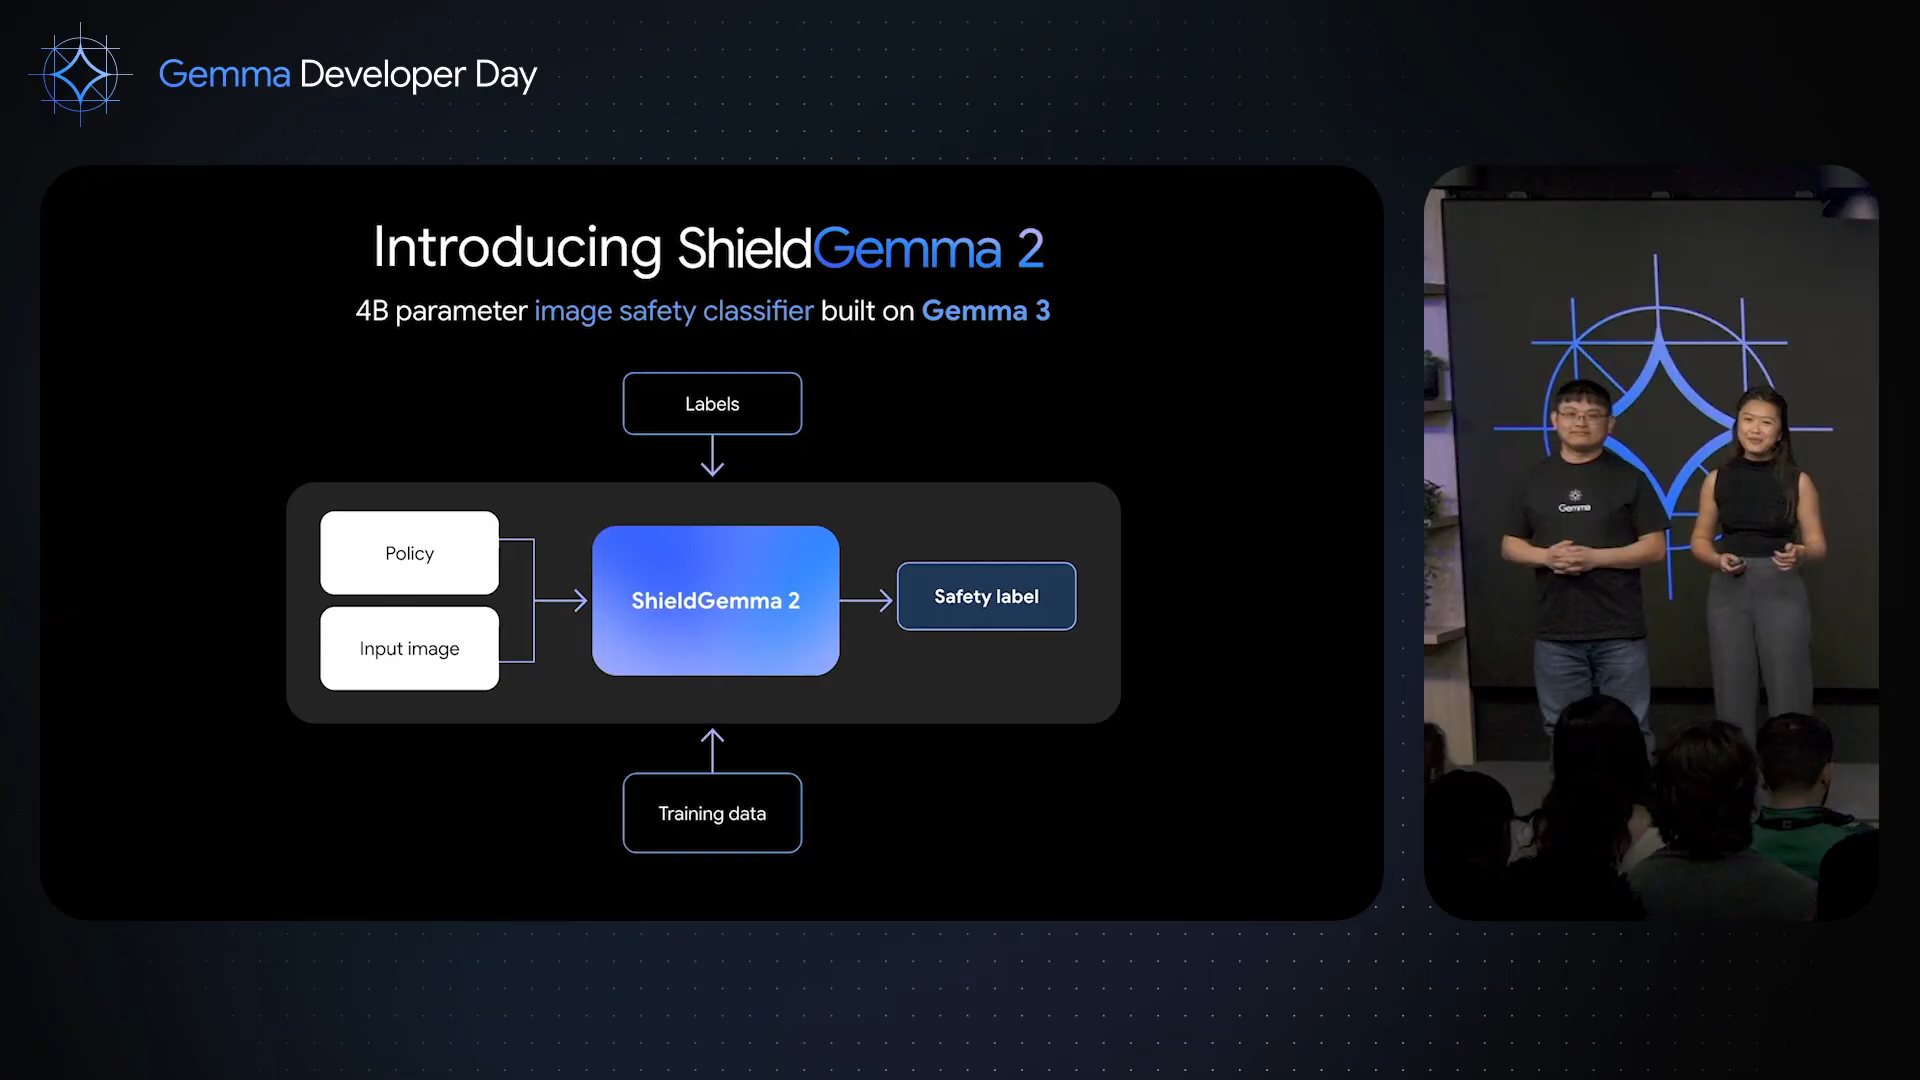 Gemma Developer Day
Introducing ShieldGemma 2
4B parameter image safety classifier built on Gemma 3
Labels
Policy
Input image
ShieldGemma 2
Safety label
Training data
Gemma